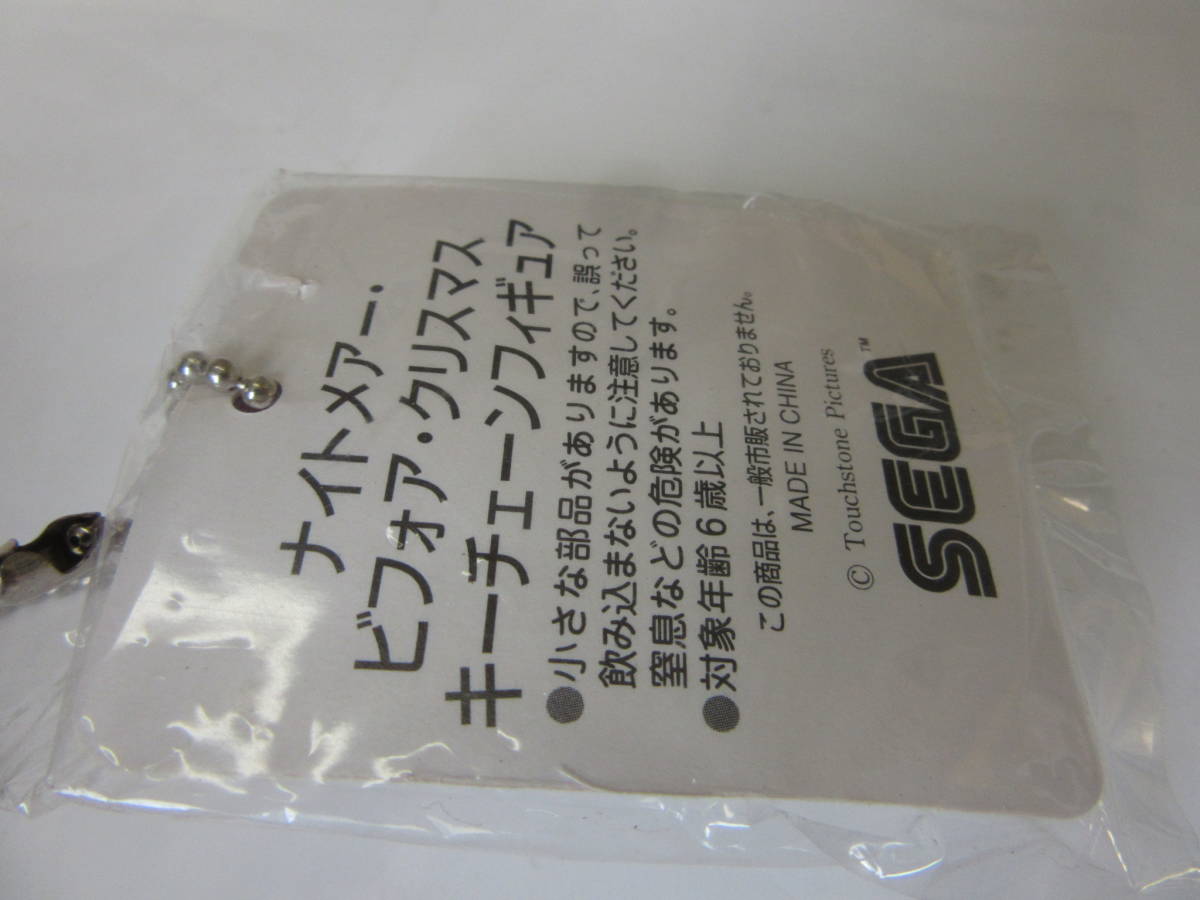 ナイトメアー・
ビフォア・クリスマス
キーチェーンフィギュア
●小さな部品がありますので、誤って
飲み込まないように注意してください。
窒息などの危険があります。
●対象年齢6歳以上
この商品は、一般市販されておりません。
MADE IN CHINA
© Touchstone Pictures
SEGA™